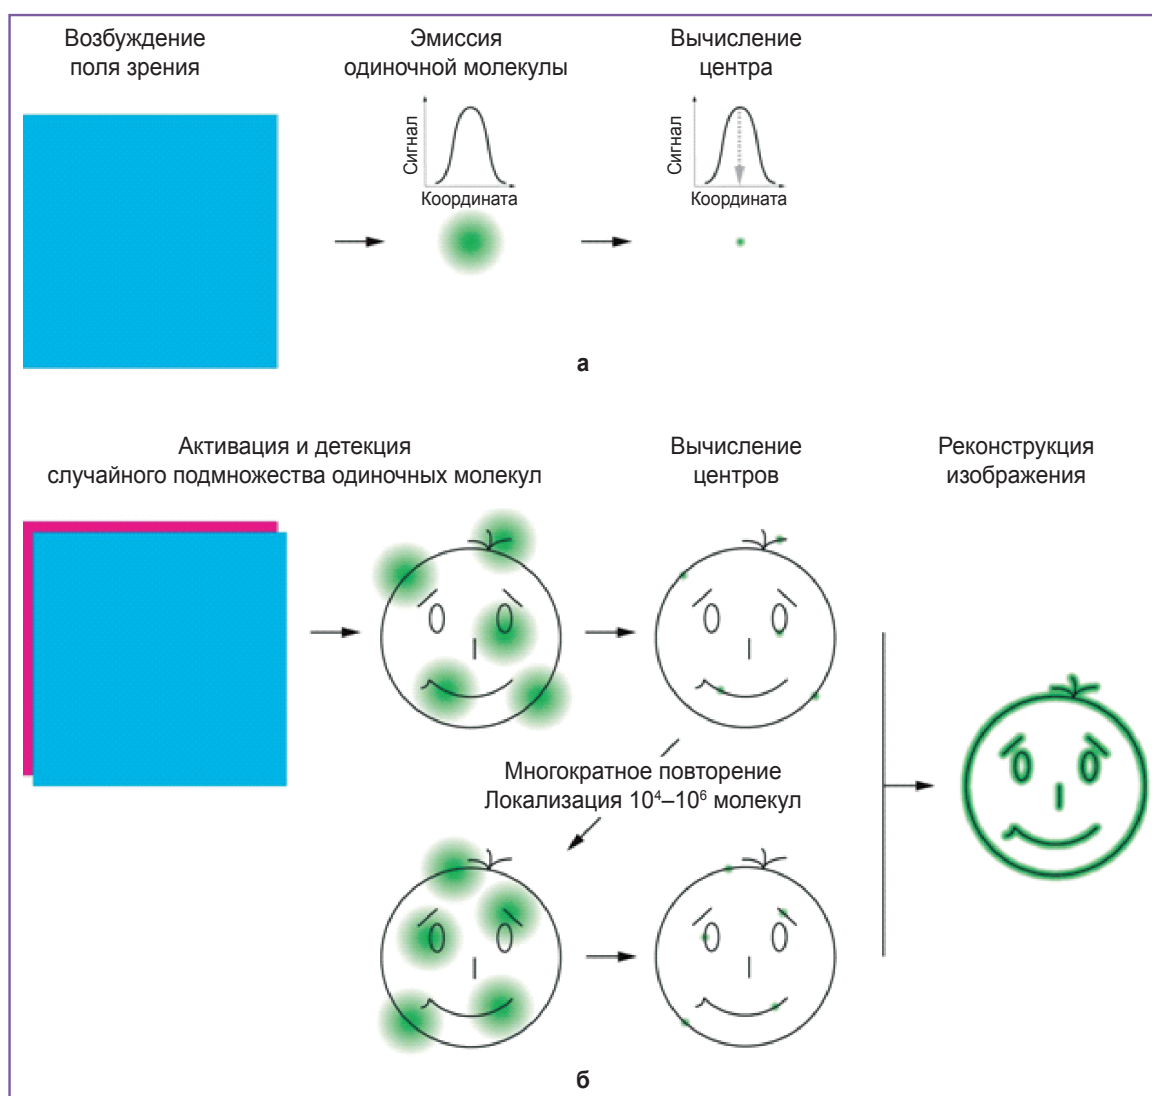 Возбуждение
поля зрения
Эмиссия
одиночной молекулы
Вычисление
центра
Сигнал
Координата
Сигнал
Координата
а
Активация и детекция
случайного подмножества одиночных молекул
Вычисление
центров
Реконструкция
изображения
Многократное повторение
Локализация 10⁴–10⁶ молекул
б